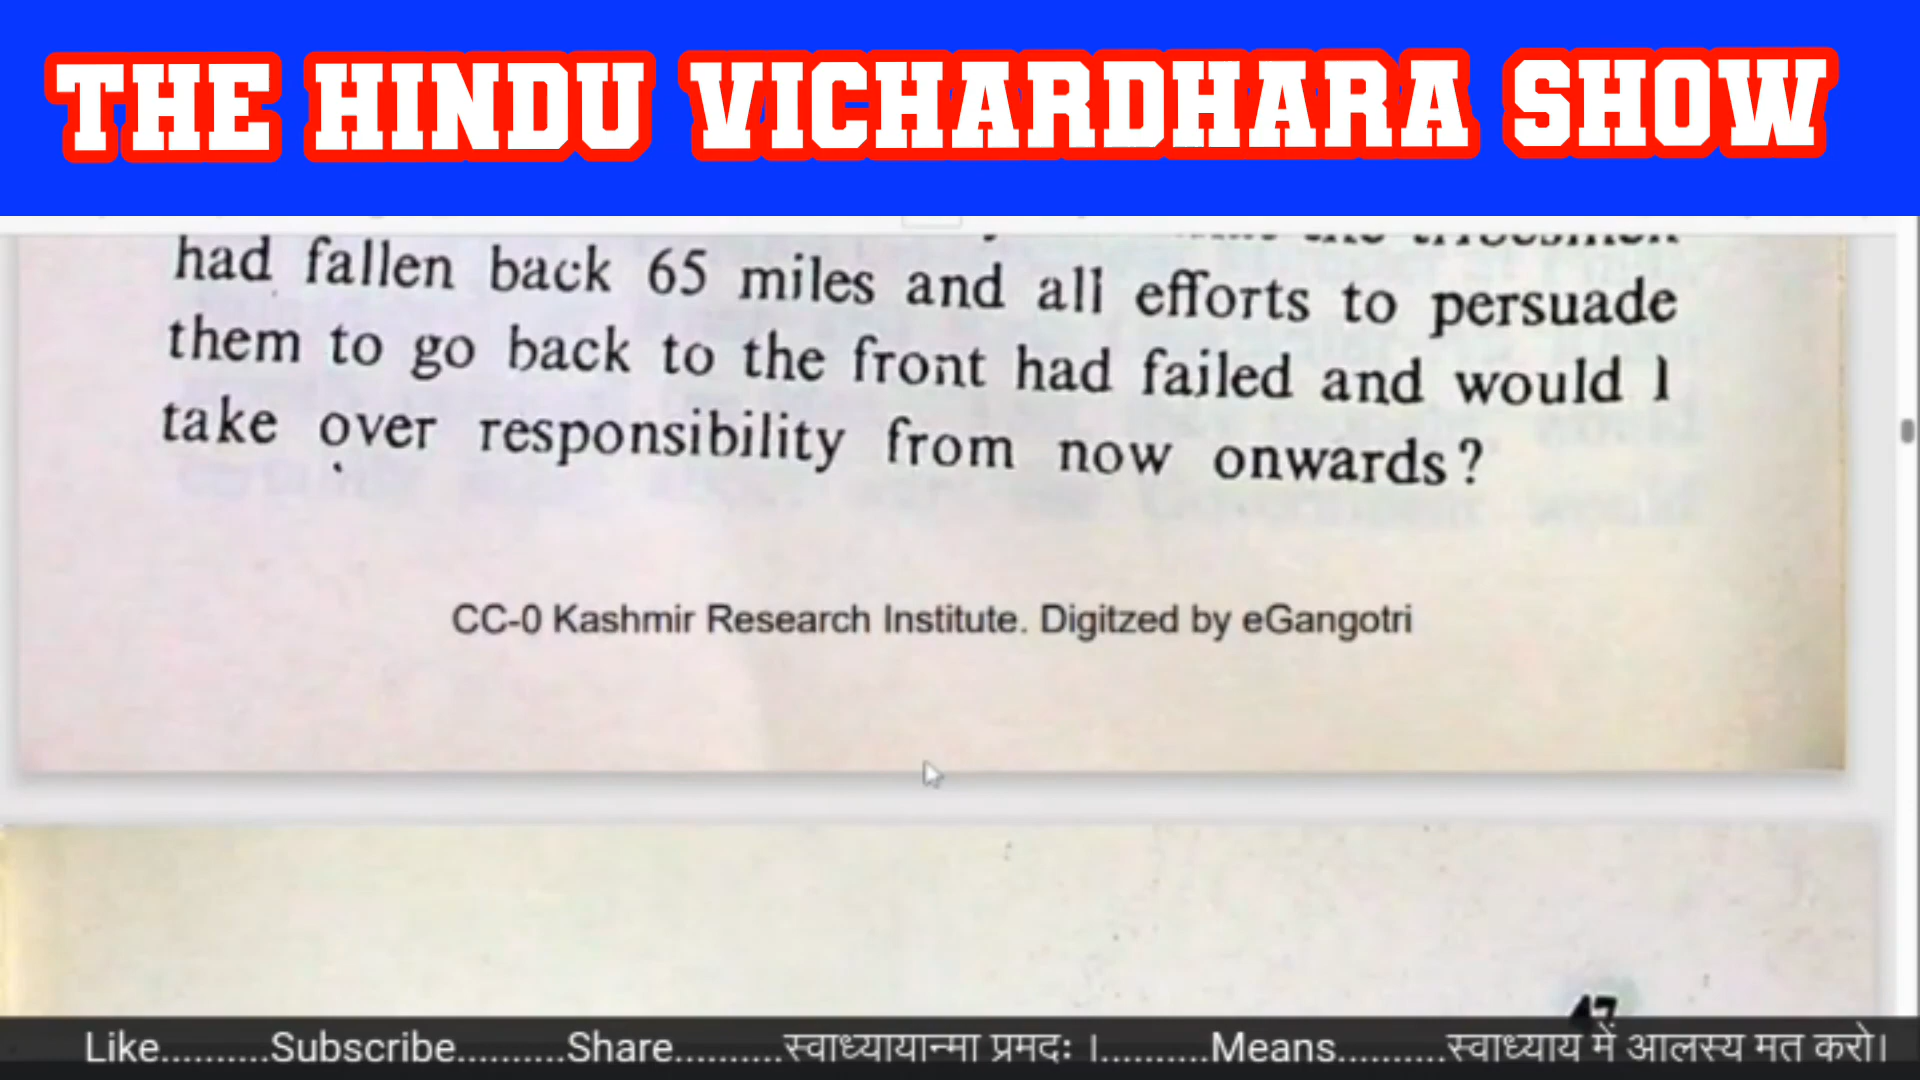 THE HINDU VICHARDHARA SHOW
had fallen back 65 miles and all efforts to persuade
them to go back to the front had failed and would I
take over responsibility from now onwards?
CC-0 Kashmir Research Institute. Digitzed by eGangotri
47
Like..........Subscribe..........Share..........स्वाध्यायान्मा प्रमदः ।..........Means..........स्वाध्याय में आलस्य मत करो।